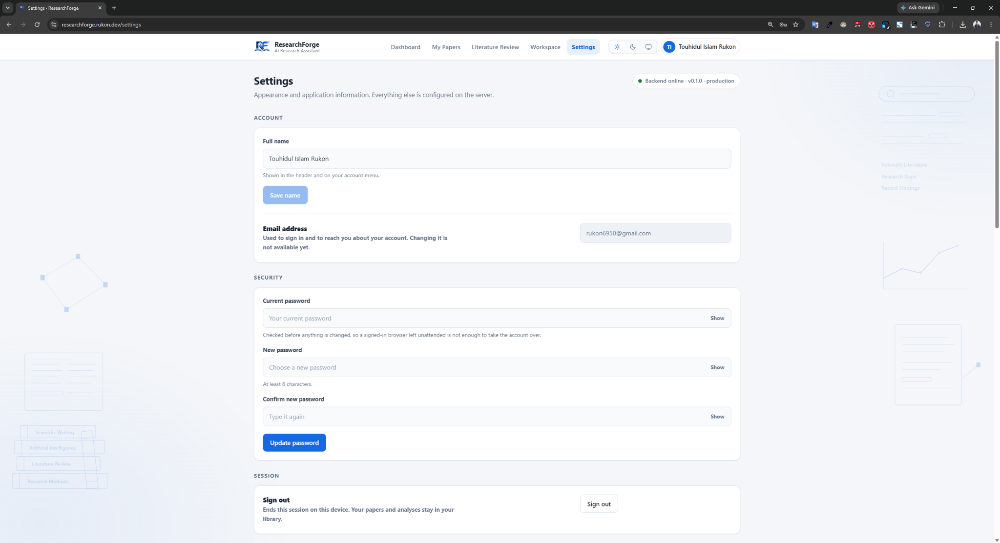 Settings · ResearchForge
Ask Gemini
researchforge.rukon.dev/settings
ResearchForge
AI Research Assistant
Dashboard
My Papers
Literature Review
Workspace
Settings
TI
Touhidul Islam Rukon
Settings
Backend online · v0.1.0 · production
Appearance and application information. Everything else is configured on the server.
ACCOUNT
Full name
Touhidul Islam Rukon
Shown in the header and on your account menu.
Save name
Email address
Used to sign in and to reach you about your account. Changing it is
not available yet.
rukon6950@gmail.com
SECURITY
Current password
Your current password
Show
Checked before anything is changed, so a signed-in browser left unattended is not enough to take the account over.
New password
Choose a new password
Show
At least 8 characters.
Confirm new password
Type it again
Show
Update password
SESSION
Sign out
Ends this session on this device. Your papers and analyses stay in your
library.
Sign out
Relevant Literature
Research Gaps
Recent Findings
Scientific Writing
Artificial Intelligence
Literature Review
Research Methods